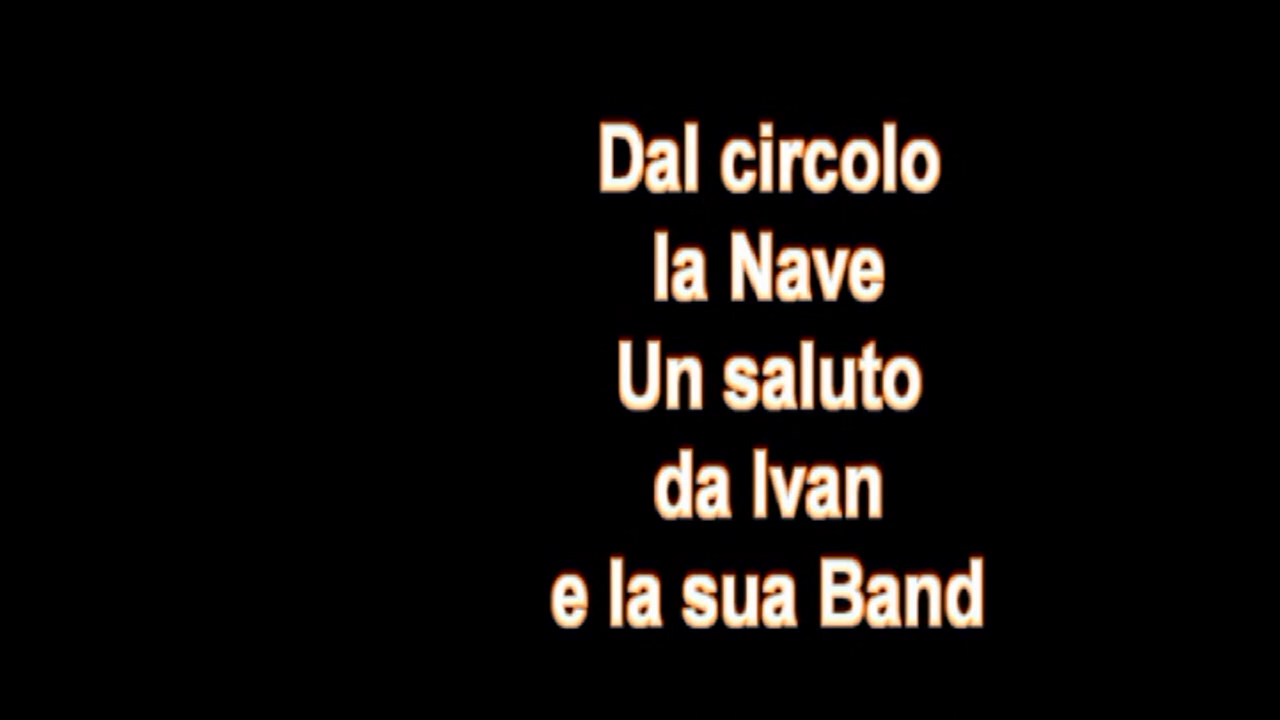 Dal circolo
la Nave
Un saluto
da Ivan
e la sua Band